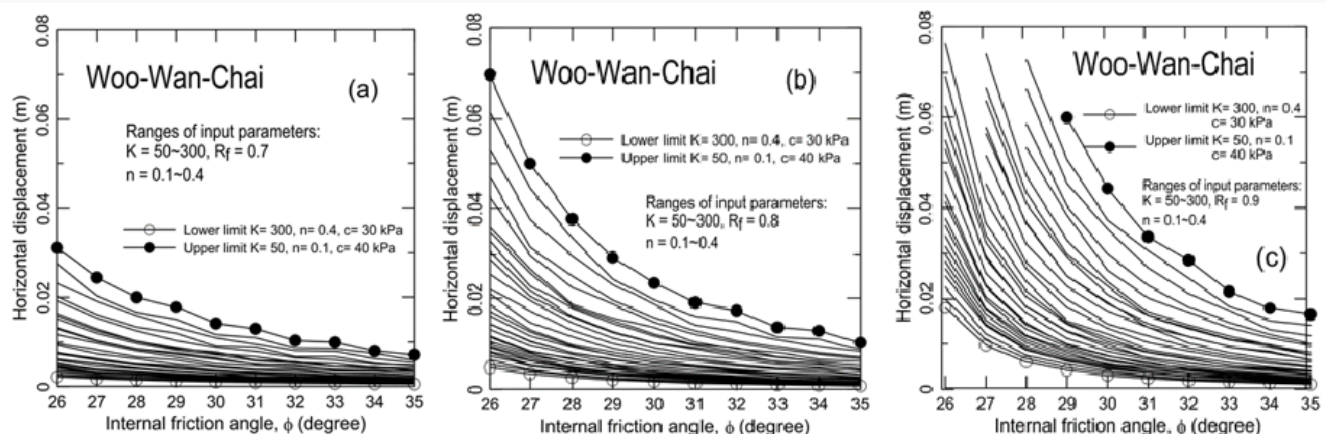 0.08
0.06
0.04
0.02
0
Horizontal displacement (m)
Woo-Wan-Chai
(a)
Ranges of input parameters:
K = 50~300, Rf = 0.7
n = 0.1~0.4
Lower limit K= 300, n= 0.4, c= 30 kPa
Upper limit K= 50, n= 0.1, c= 40 kPa
26 27 28 29 30 31 32 33 34 35
Internal friction angle, ϕ (degree)
0.08
0.06
0.04
0.02
0
Horizontal displacement (m)
Woo-Wan-Chai
(b)
Lower limit K= 300, n= 0.4, c= 30 kPa
Upper limit K= 50, n= 0.1, c= 40 kPa
Ranges of input parameters:
K = 50~300, Rf = 0.8
n = 0.1~0.4
26 27 28 29 30 31 32 33 34 35
Internal friction angle, ϕ (degree)
0.08
0.06
0.04
0.02
0
Horizontal displacement (m)
Woo-Wan-Chai
Lower limit K= 300, n= 0.4
c= 30 kPa
Upper limit K= 50, n= 0.1
c= 40 kPa
Ranges of input parameters:
K = 50~300, Rf = 0.9
n = 0.1~0.4
(c)
26 27 28 29 30 31 32 33 34 35
Internal friction angle, ϕ (degree)